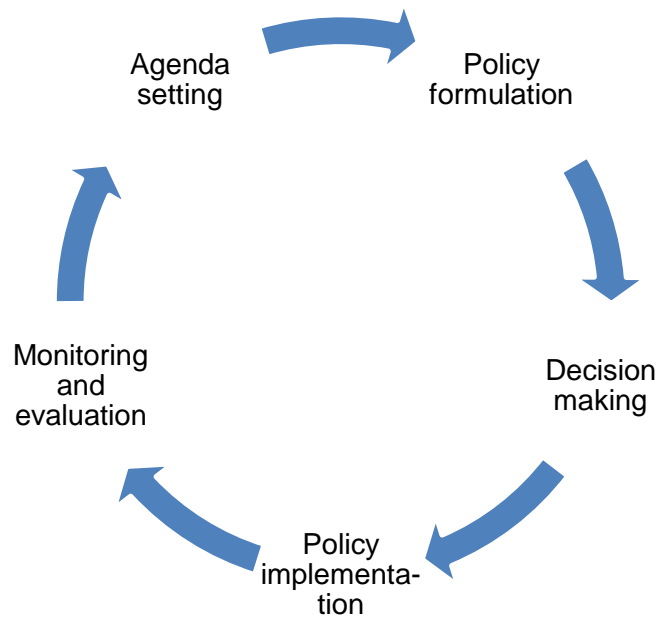 Agenda
setting
Policy
formulation
Decision
making
Policy
implementa-
tion
Monitoring
and
evaluation